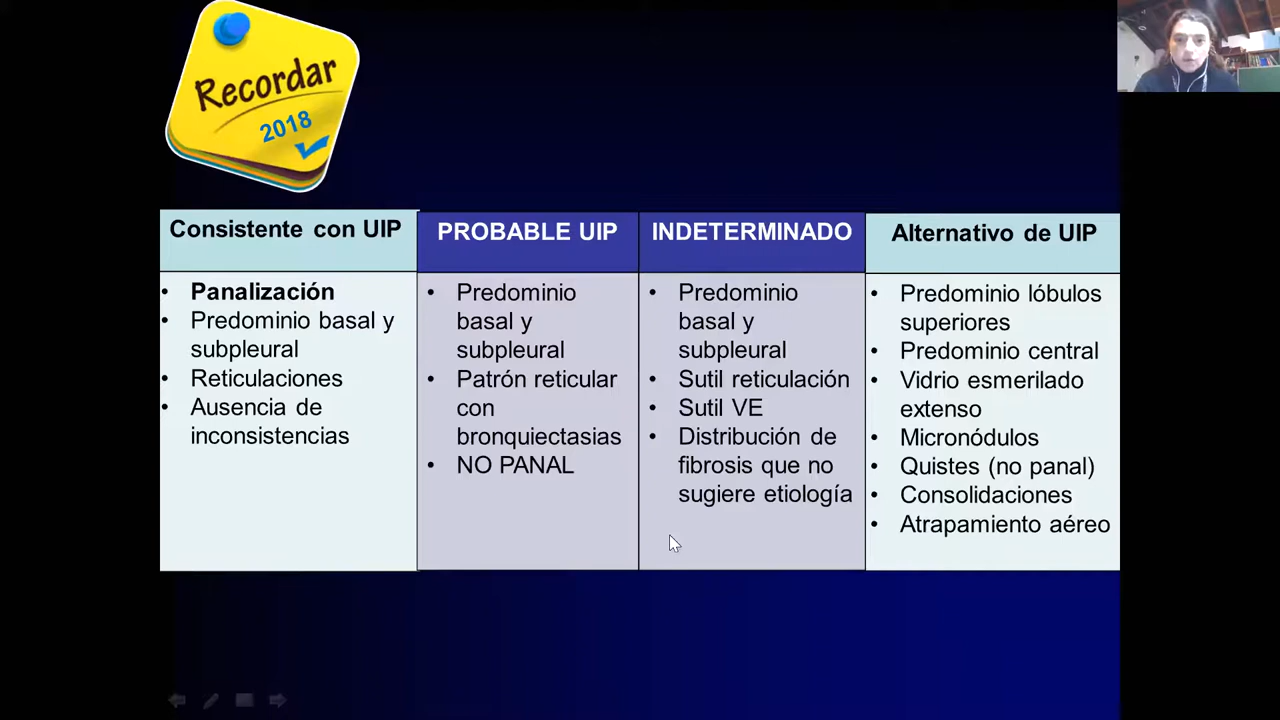 Recordar
2018
Consistente con UIP
• Panalización
• Predominio basal y
subpleural
• Reticulaciones
• Ausencia de
inconsistencias
PROBABLE UIP
• Predominio
basal y
subpleural
• Patrón reticular
con
bronquiectasias
• NO PANAL
INDETERMINADO
• Predominio
basal y
subpleural
• Sutil reticulación
• Sutil VE
• Distribución de
fibrosis que no
sugiere etiología
Alternativo de UIP
• Predominio lóbulos
superiores
• Predominio central
• Vidrio esmerilado
extenso
• Micronódulos
• Quistes (no panal)
• Consolidaciones
• Atrapamiento aéreo